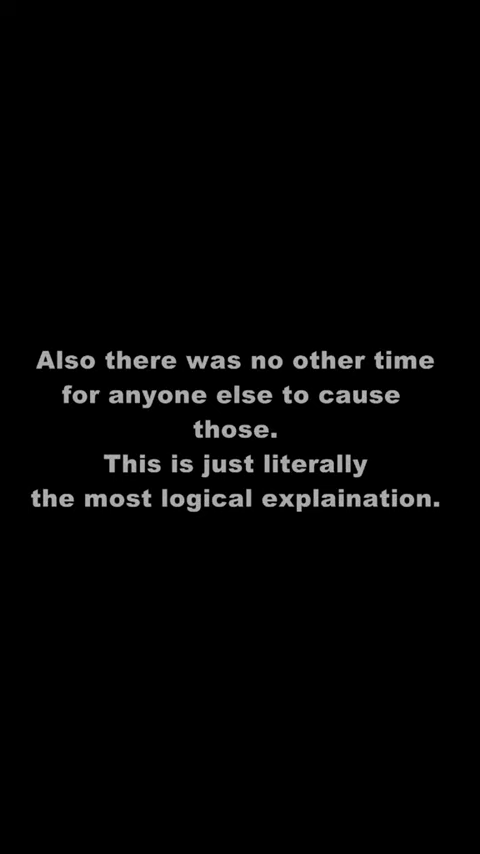 Also there was no other time
for anyone else to cause
those.
This is just literally
the most logical explaination.